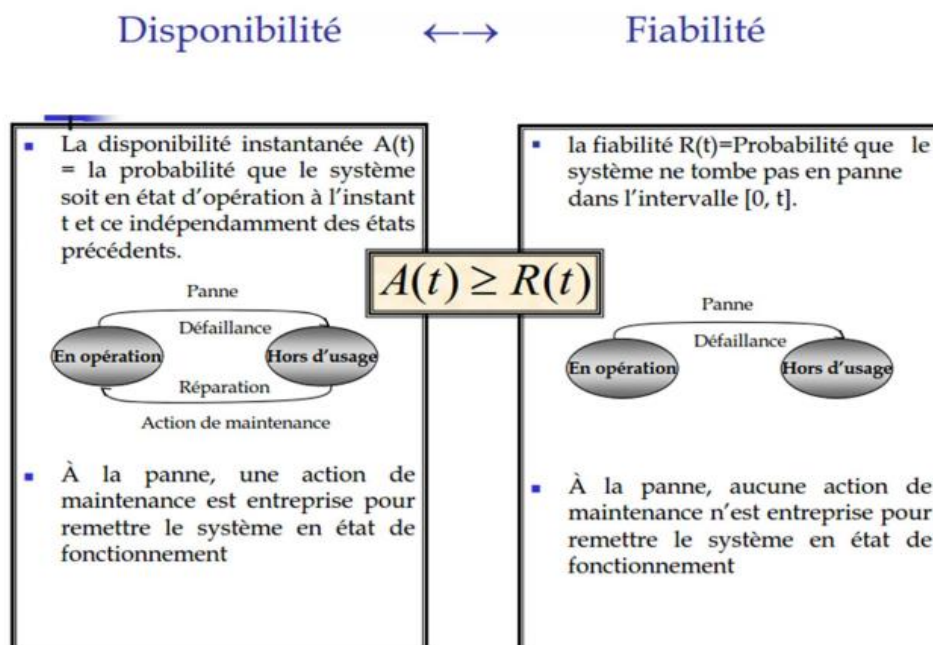 Disponibilité ←→ Fiabilité
▪ La disponibilité instantanée A(t)
= la probabilité que le système
soit en état d'opération à l'instant
t et ce indépendamment des états
précédents.
Panne
Défaillance
En opération
Hors d'usage
Réparation
Action de maintenance
▪ À la panne, une action de
maintenance est entreprise pour
remettre le système en état de
fonctionnement
A(t) ≥ R(t)
▪ la fiabilité R(t)=Probabilité que le
système ne tombe pas en panne
dans l'intervalle [0, t].
Panne
Défaillance
En opération
Hors d'usage
▪ À la panne, aucune action de
maintenance n'est entreprise pour
remettre le système en état de
fonctionnement